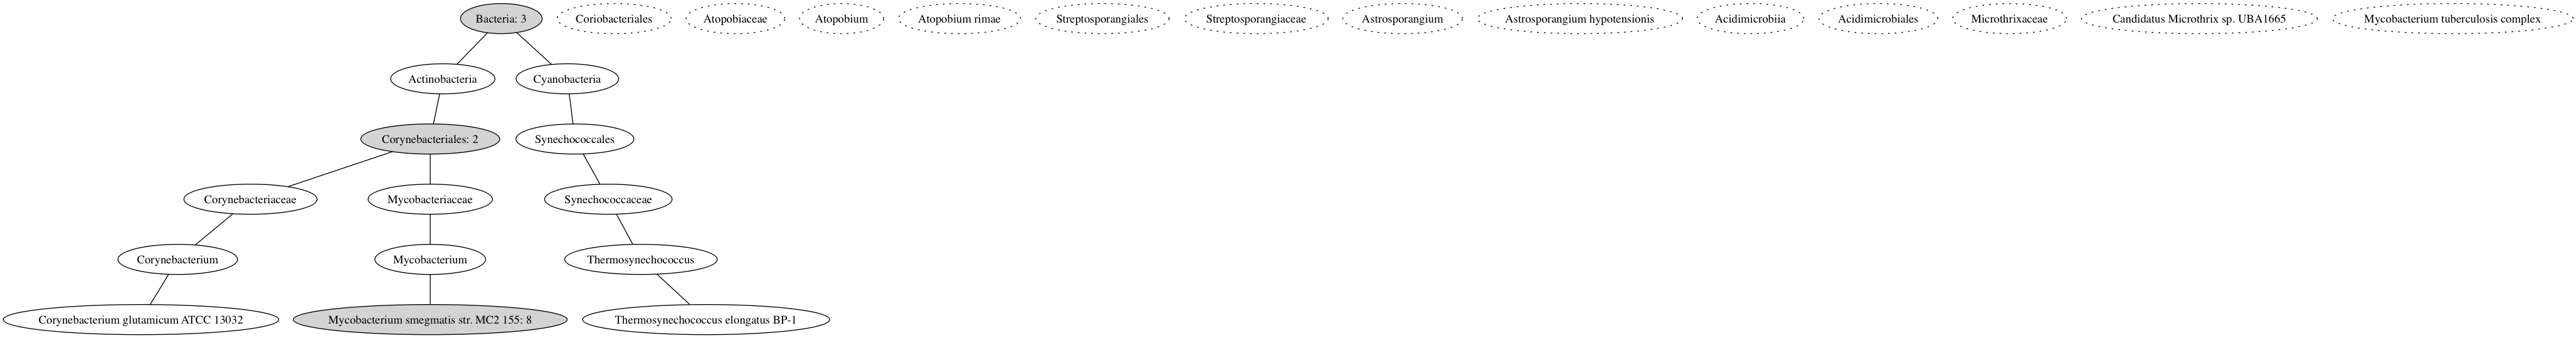 Bacteria: 3
Coriobacteriales
Atopobiaceae
Atopobium
Atopobium rimae
Streptosporangiales
Streptosporangiaceae
Astrosporangium
Astrosporangium hypotensionis
Acidimicrobiia
Acidimicrobiales
Microthrixaceae
Candidatus Microthrix sp. UBA1665
Mycobacterium tuberculosis complex
Actinobacteria
Cyanobacteria
Corynebacteriales: 2
Synechococcales
Corynebacteriaceae
Mycobacteriaceae
Synechococcaceae
Corynebacterium
Mycobacterium
Thermosynechococcus
Corynebacterium glutamicum ATCC 13032
Mycobacterium smegmatis str. MC2 155: 8
Thermosynechococcus elongatus BP-1